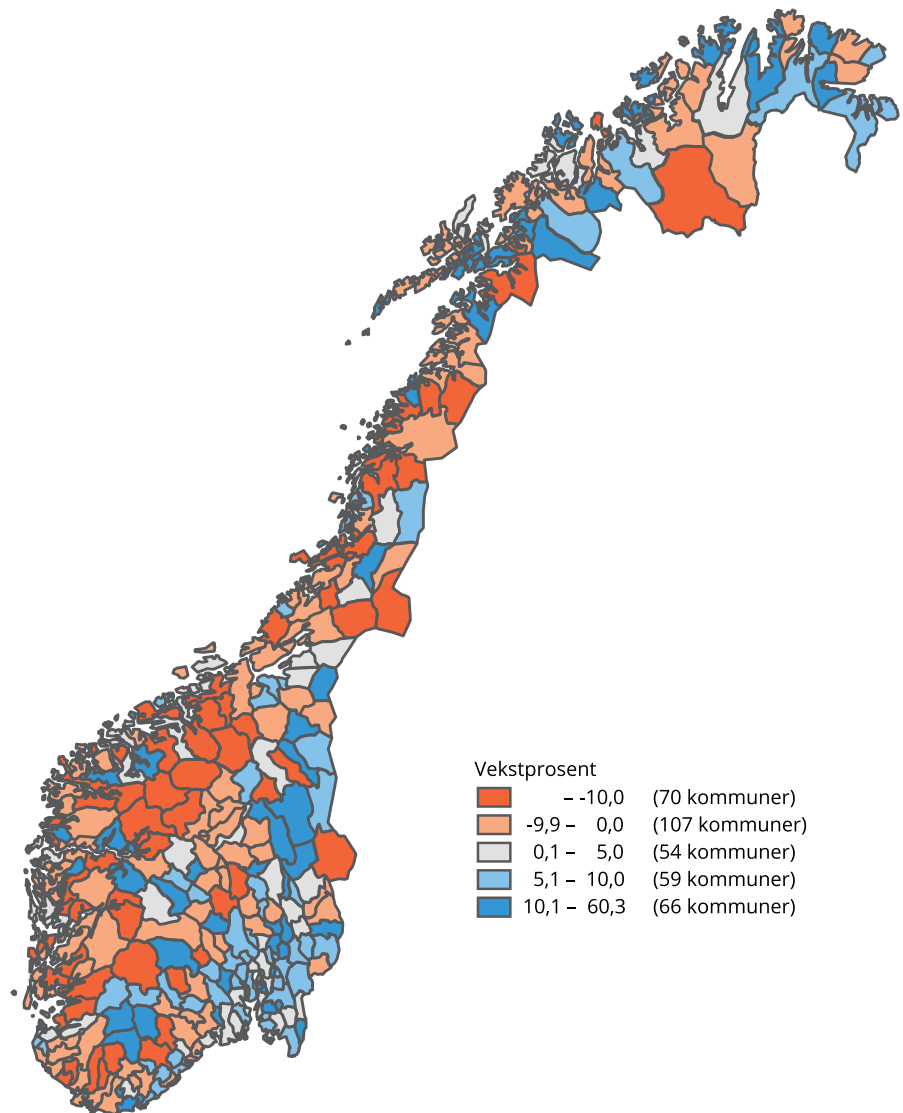 Vekstprosent
– -10,0 (70 kommuner)
-9,9 – 0,0 (107 kommuner)
0,1 – 5,0 (54 kommuner)
5,1 – 10,0 (59 kommuner)
10,1 – 60,3 (66 kommuner)